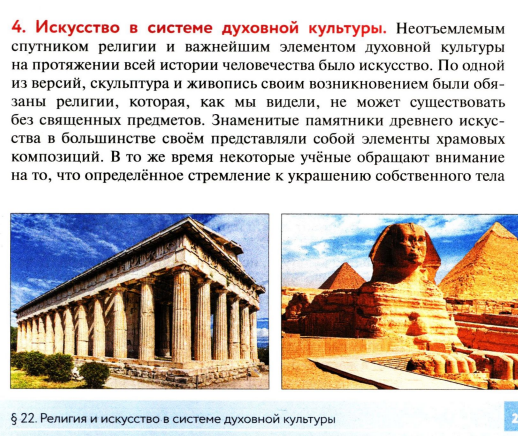 4. Искусство в системе духовной культуры. Неотъемлемым
спутником религии и важнейшим элементом духовной культуры
на протяжении всей истории человечества было искусство. По одной
из версий, скульптура и живопись своим возникновением были обя-
заны религии, которая, как мы видели, не может существовать
без священных предметов. Знаменитые памятники древнего искус-
ства в большинстве своём представляли собой элементы храмовых
композиций. В то же время некоторые учёные обращают внимание
на то, что определённое стремление к украшению собственного тела
§ 22. Религия и искусство в системе духовной культуры